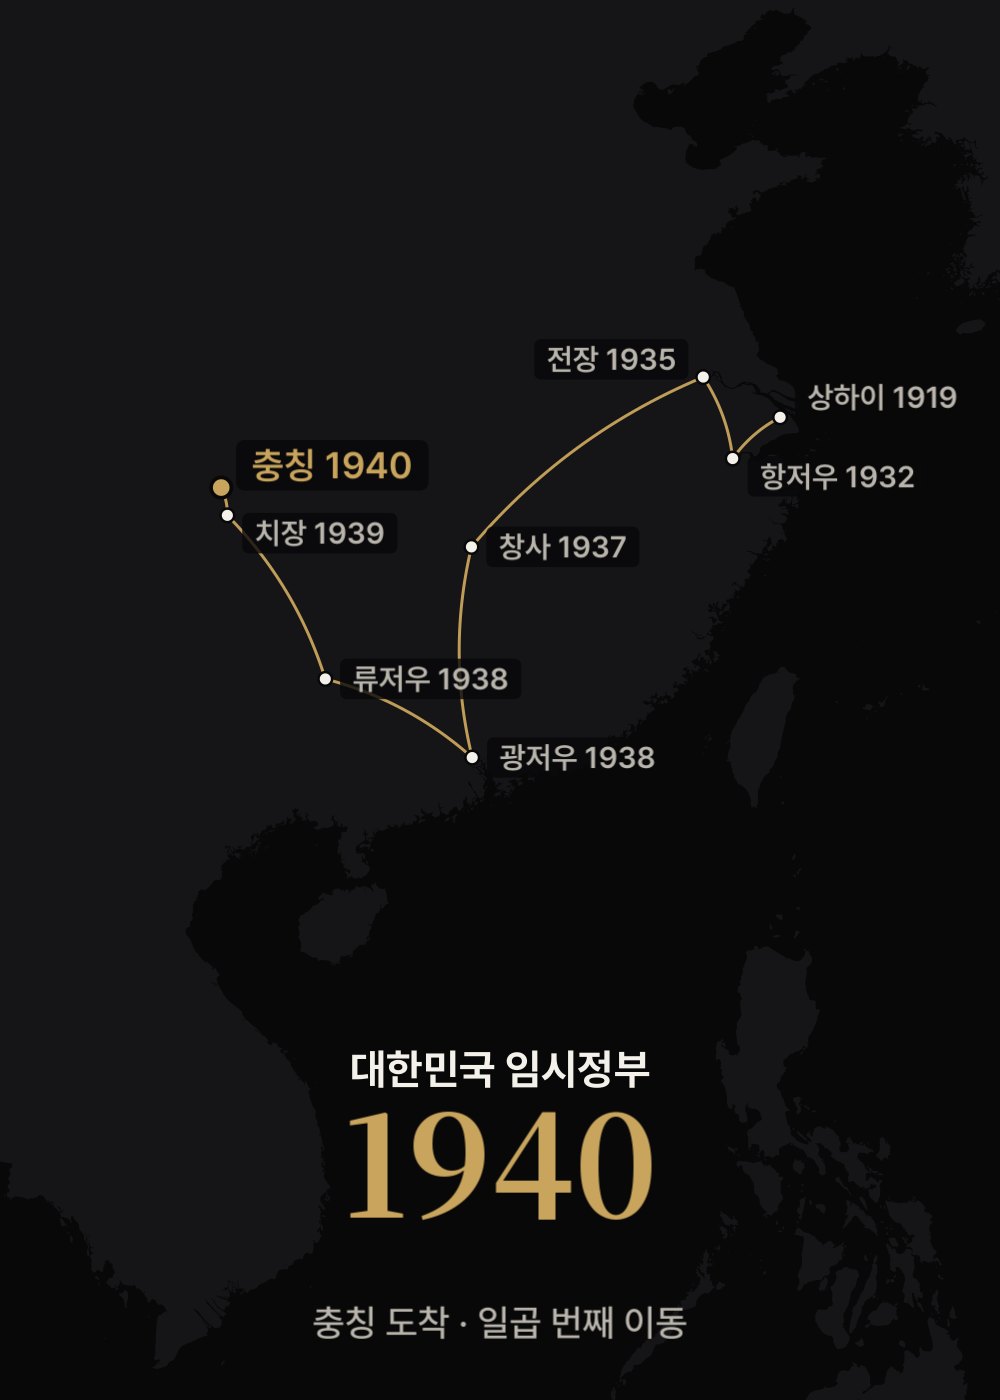 전장 1935
상하이 1919
충칭 1940
항저우 1932
치장 1939
창사 1937
류저우 1938
광저우 1938
대한민국 임시정부
1940
충칭 도착 · 일곱 번째 이동